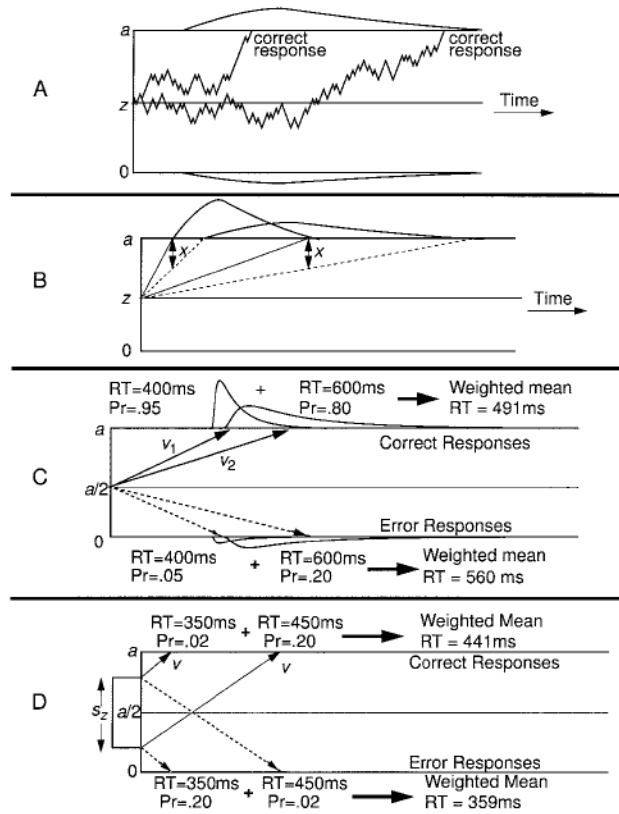 a
correct
response
correct
response
A
z
Time
0
a
x
x
B
z
Time
0
RT=400ms + RT=600ms Weighted mean
Pr=.95 Pr=.80 RT = 491ms
a
v1 v2 Correct Responses
C
a/2
Error Responses
0
RT=400ms + RT=600ms Weighted mean
Pr=.05 Pr=.20 RT = 560 ms
RT=350ms + RT=450ms Weighted Mean
Pr=.02 Pr=.20 RT = 441ms
a
v v Correct Responses
D
sz a/2
Error Responses
0
RT=350ms + RT=450ms Weighted Mean
Pr=.20 Pr=.02 RT = 359ms